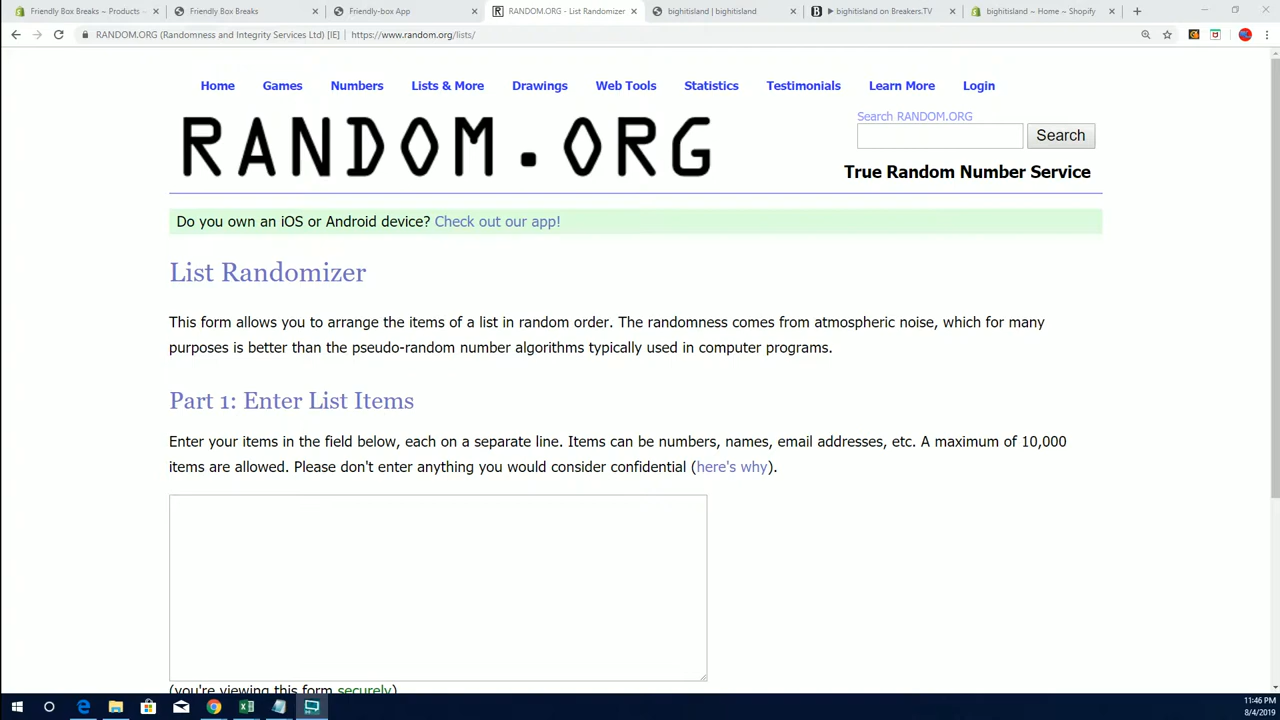 Friendly Box Breaks ~ Products ~
Friendly Box Breaks
Friendly-box App
RANDOM.ORG - List Randomizer
bighitisland | bighitisland
bighitisland on Breakers.TV
bighitisland ~ Home ~ Shopify
RANDOM.ORG (Randomness and Integrity Services Ltd) [IE] | https://www.random.org/lists/
Home Games Numbers Lists & More Drawings Web Tools Statistics Testimonials Learn More Login
RANDOM.ORG
Search RANDOM.ORG
Search
True Random Number Service
Do you own an iOS or Android device? Check out our app!
List Randomizer
This form allows you to arrange the items of a list in random order. The randomness comes from atmospheric noise, which for many
purposes is better than the pseudo-random number algorithms typically used in computer programs.
Part 1: Enter List Items
Enter your items in the field below, each on a separate line. Items can be numbers, names, email addresses, etc. A maximum of 10,000
items are allowed. Please don't enter anything you would consider confidential (here's why).
(you're viewing this form securely)
11:46 PM
8/4/2019